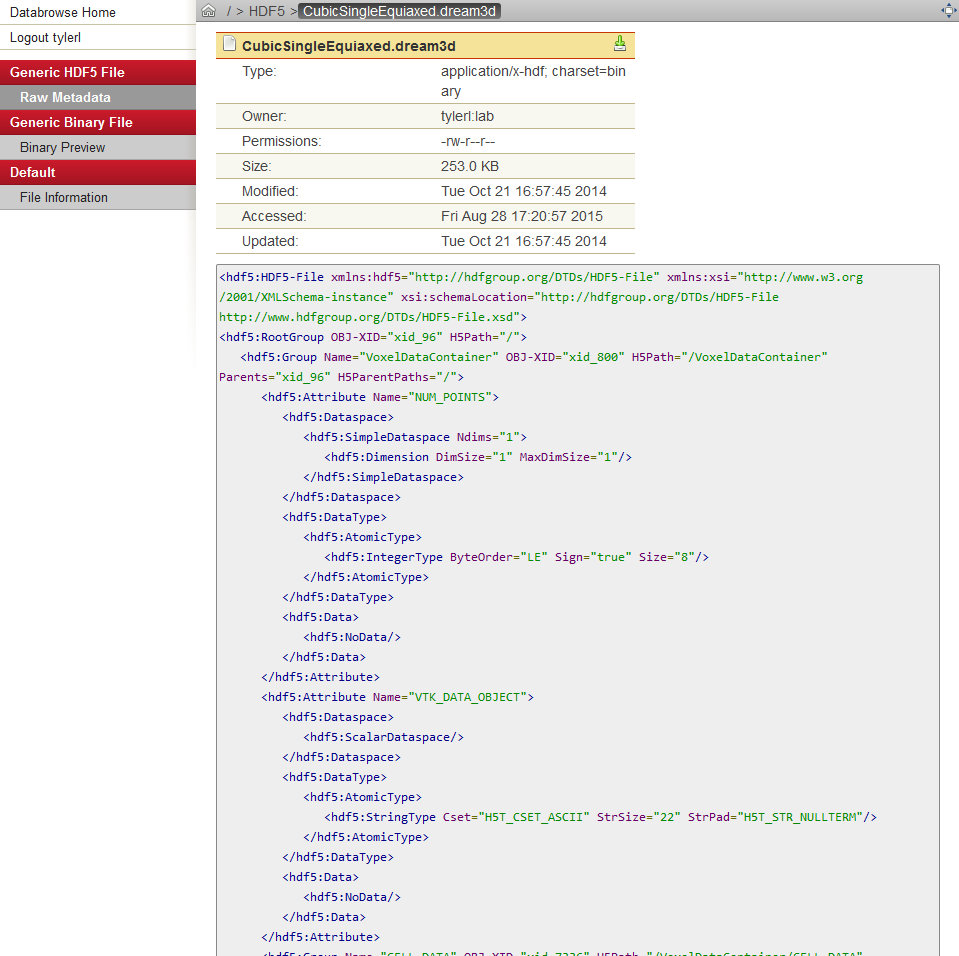 Databrowse Home
Logout tylerl
Generic HDF5 File
Raw Metadata
Generic Binary File
Binary Preview
Default
File Information
/ > HDF5 > CubicSingleEquiaxed.dream3d
CubicSingleEquiaxed.dream3d
Type: application/x-hdf; charset=bin
ary
Owner: tylerl:lab
Permissions: -rw-r--r--
Size: 253.0 KB
Modified: Tue Oct 21 16:57:45 2014
Accessed: Fri Aug 28 17:20:57 2015
Updated: Tue Oct 21 16:57:45 2014
<hdf5:HDF5-File xmlns:hdf5="http://hdfgroup.org/DTDs/HDF5-File" xmlns:xsi="http://www.w3.org
/2001/XMLSchema-instance" xsi:schemaLocation="http://hdfgroup.org/DTDs/HDF5-File
http://www.hdfgroup.org/DTDs/HDF5-File.xsd">
<hdf5:RootGroup OBJ-XID="xid_96" H5Path="/">
<hdf5:Group Name="VoxelDataContainer" OBJ-XID="xid_800" H5Path="/VoxelDataContainer"
Parents="xid_96" H5ParentPaths="/">
<hdf5:Attribute Name="NUM_POINTS">
<hdf5:Dataspace>
<hdf5:SimpleDataspace Ndims="1">
<hdf5:Dimension DimSize="1" MaxDimSize="1"/>
</hdf5:SimpleDataspace>
</hdf5:Dataspace>
<hdf5:DataType>
<hdf5:AtomicType>
<hdf5:IntegerType ByteOrder="LE" Sign="true" Size="8"/>
</hdf5:AtomicType>
</hdf5:DataType>
<hdf5:Data>
<hdf5:NoData/>
</hdf5:Data>
</hdf5:Attribute>
<hdf5:Attribute Name="VTK_DATA_OBJECT">
<hdf5:Dataspace>
<hdf5:ScalarDataspace/>
</hdf5:Dataspace>
<hdf5:DataType>
<hdf5:AtomicType>
<hdf5:StringType Cset="H5T_CSET_ASCII" StrSize="22" StrPad="H5T_STR_NULLTERM"/>
</hdf5:AtomicType>
</hdf5:DataType>
<hdf5:Data>
<hdf5:NoData/>
</hdf5:Data>
</hdf5:Attribute>